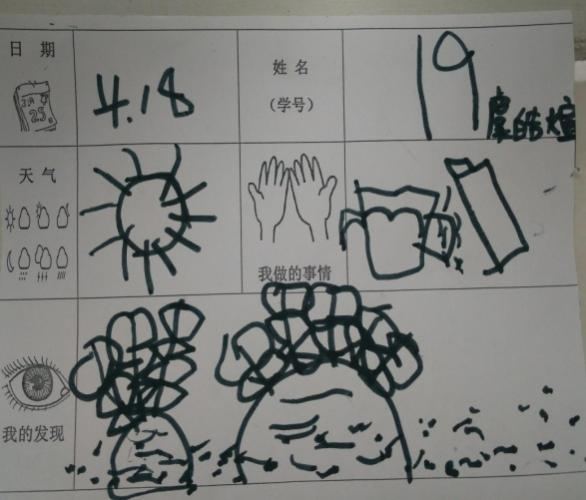 日 期
4.18
姓 名
(学号)
19
天 气
我做的事情
我的发现